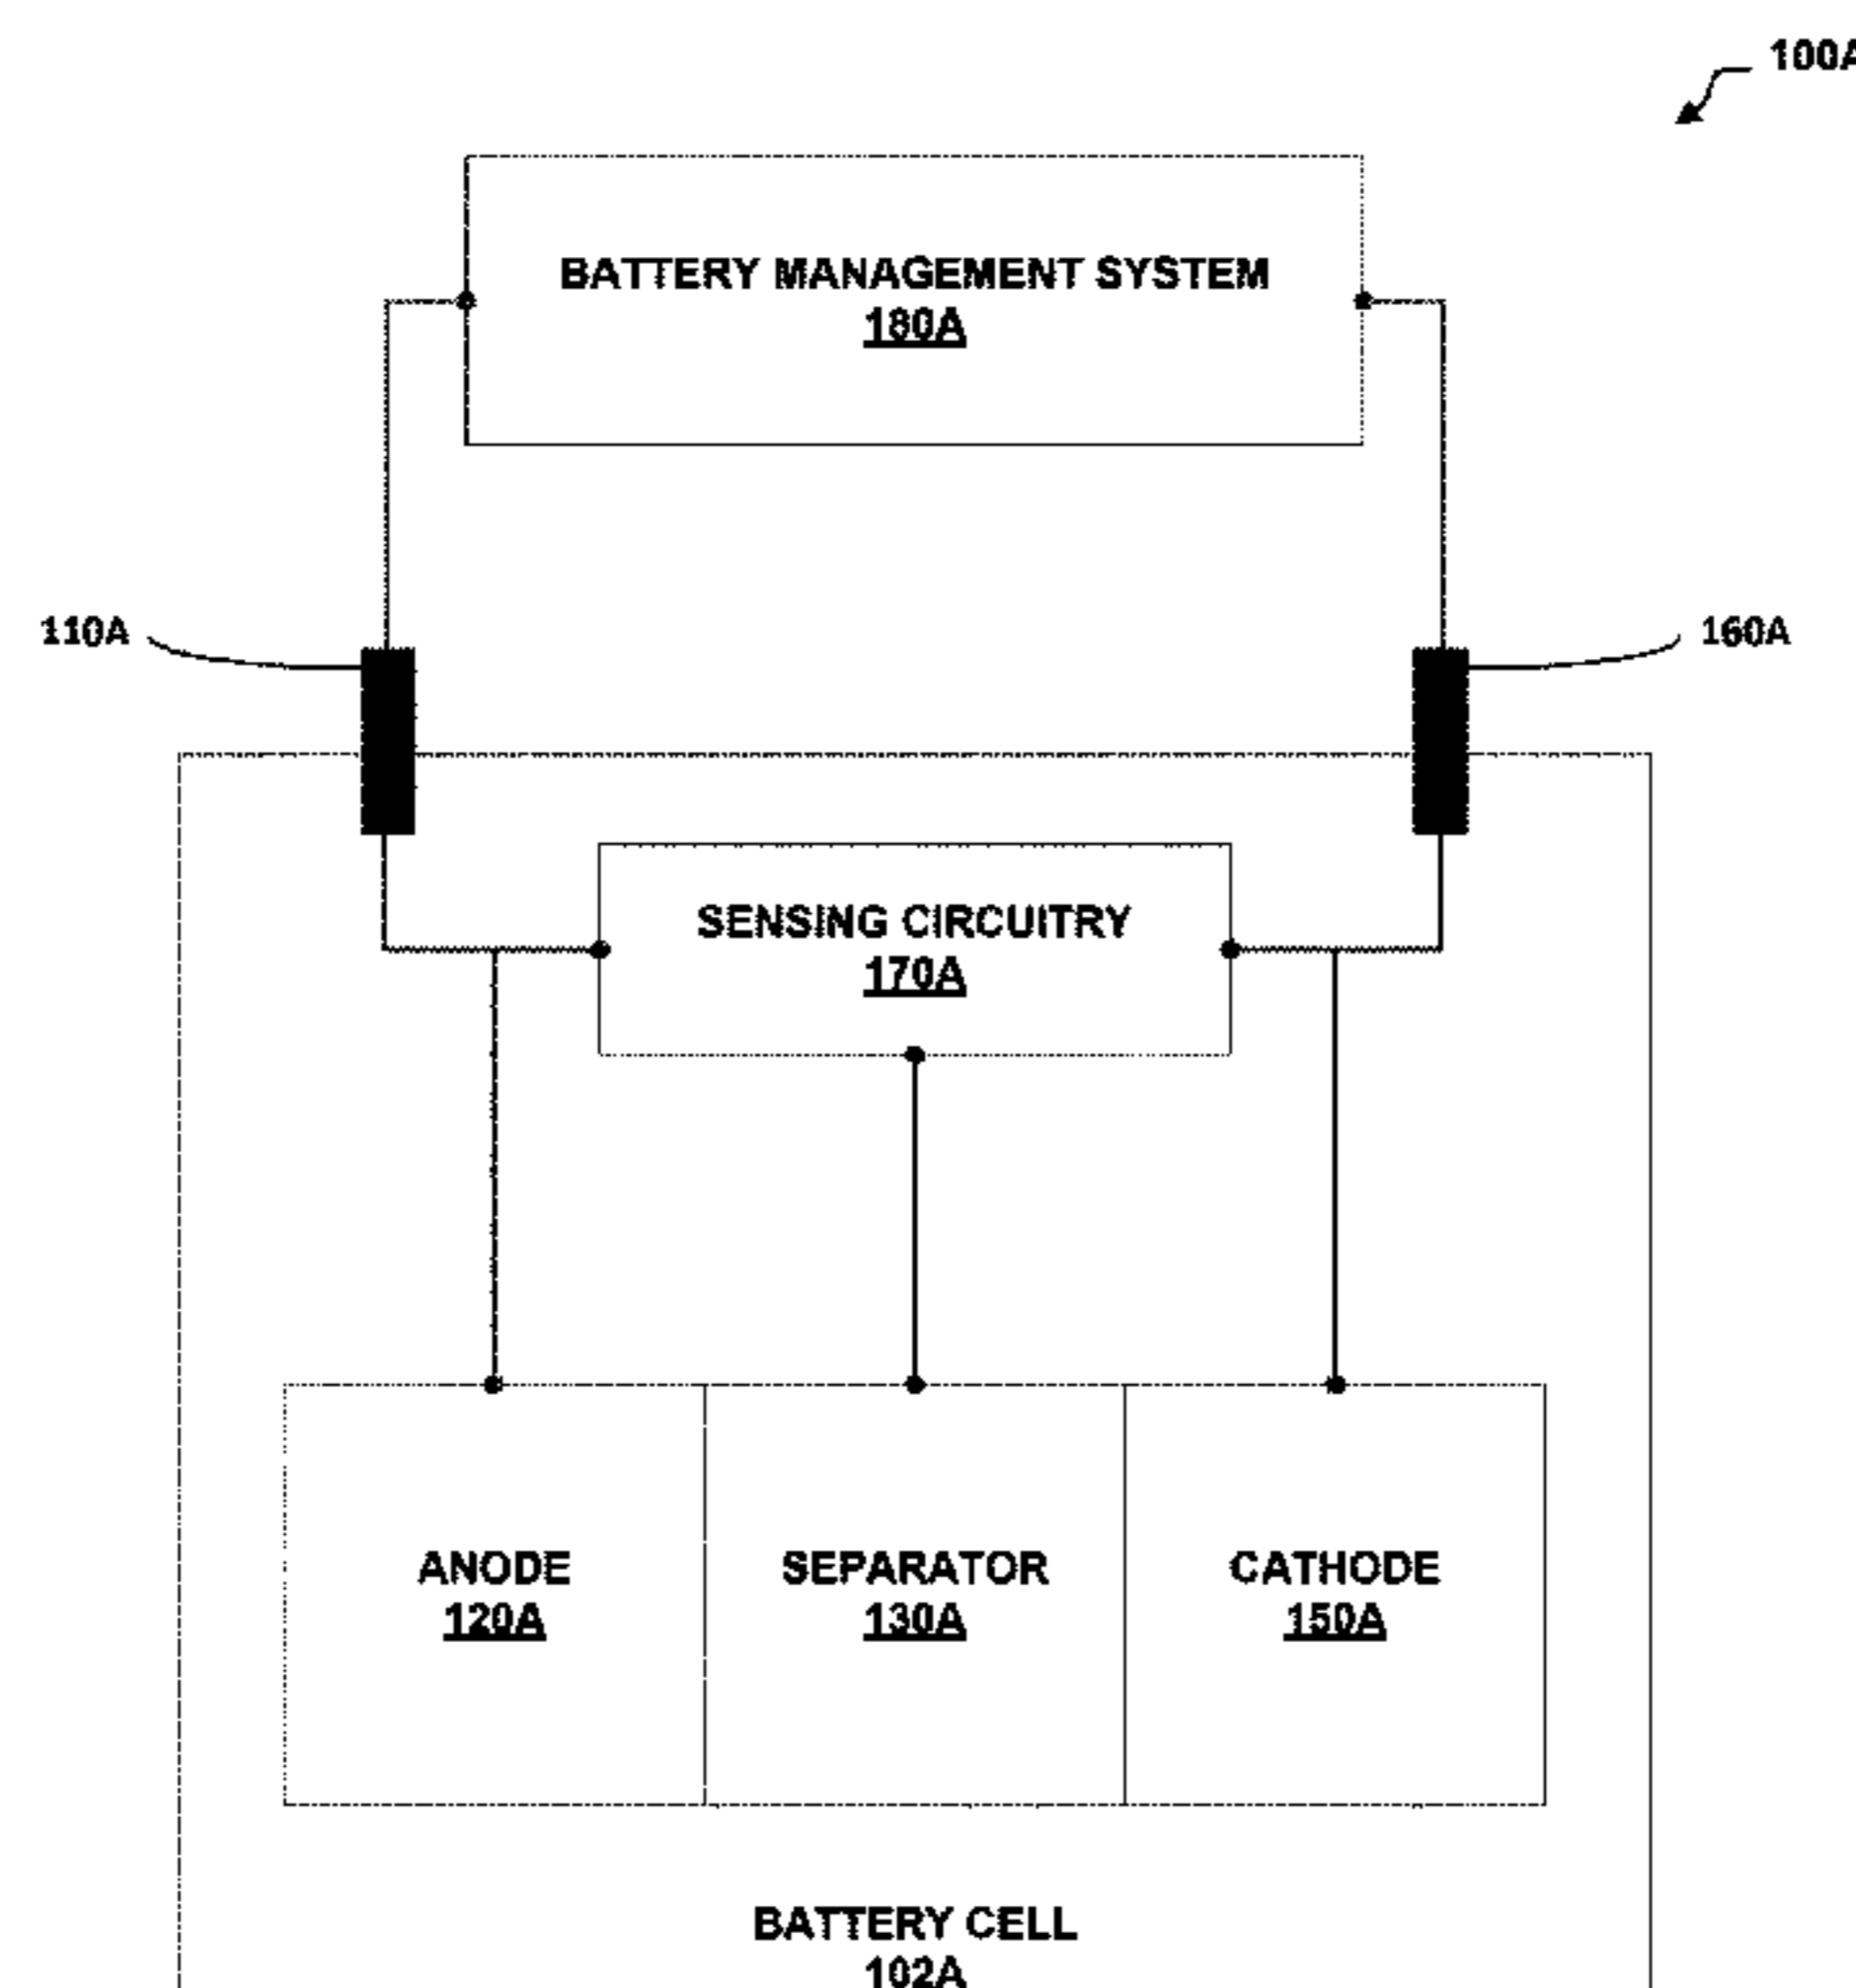 100A
BATTERY MANAGEMENT SYSTEM
180A
110A
160A
SENSING CIRCUITRY
170A
ANODE
120A
SEPARATOR
130A
CATHODE
150A
BATTERY CELL
102A